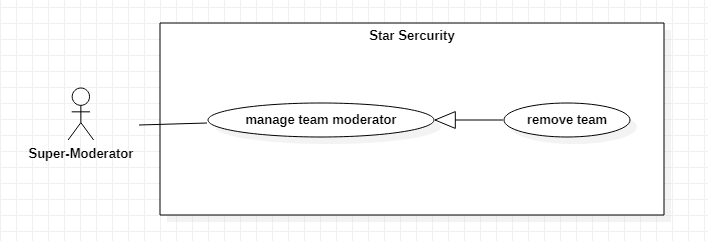 Star Sercurity
manage team moderator
remove team
Super-Moderator